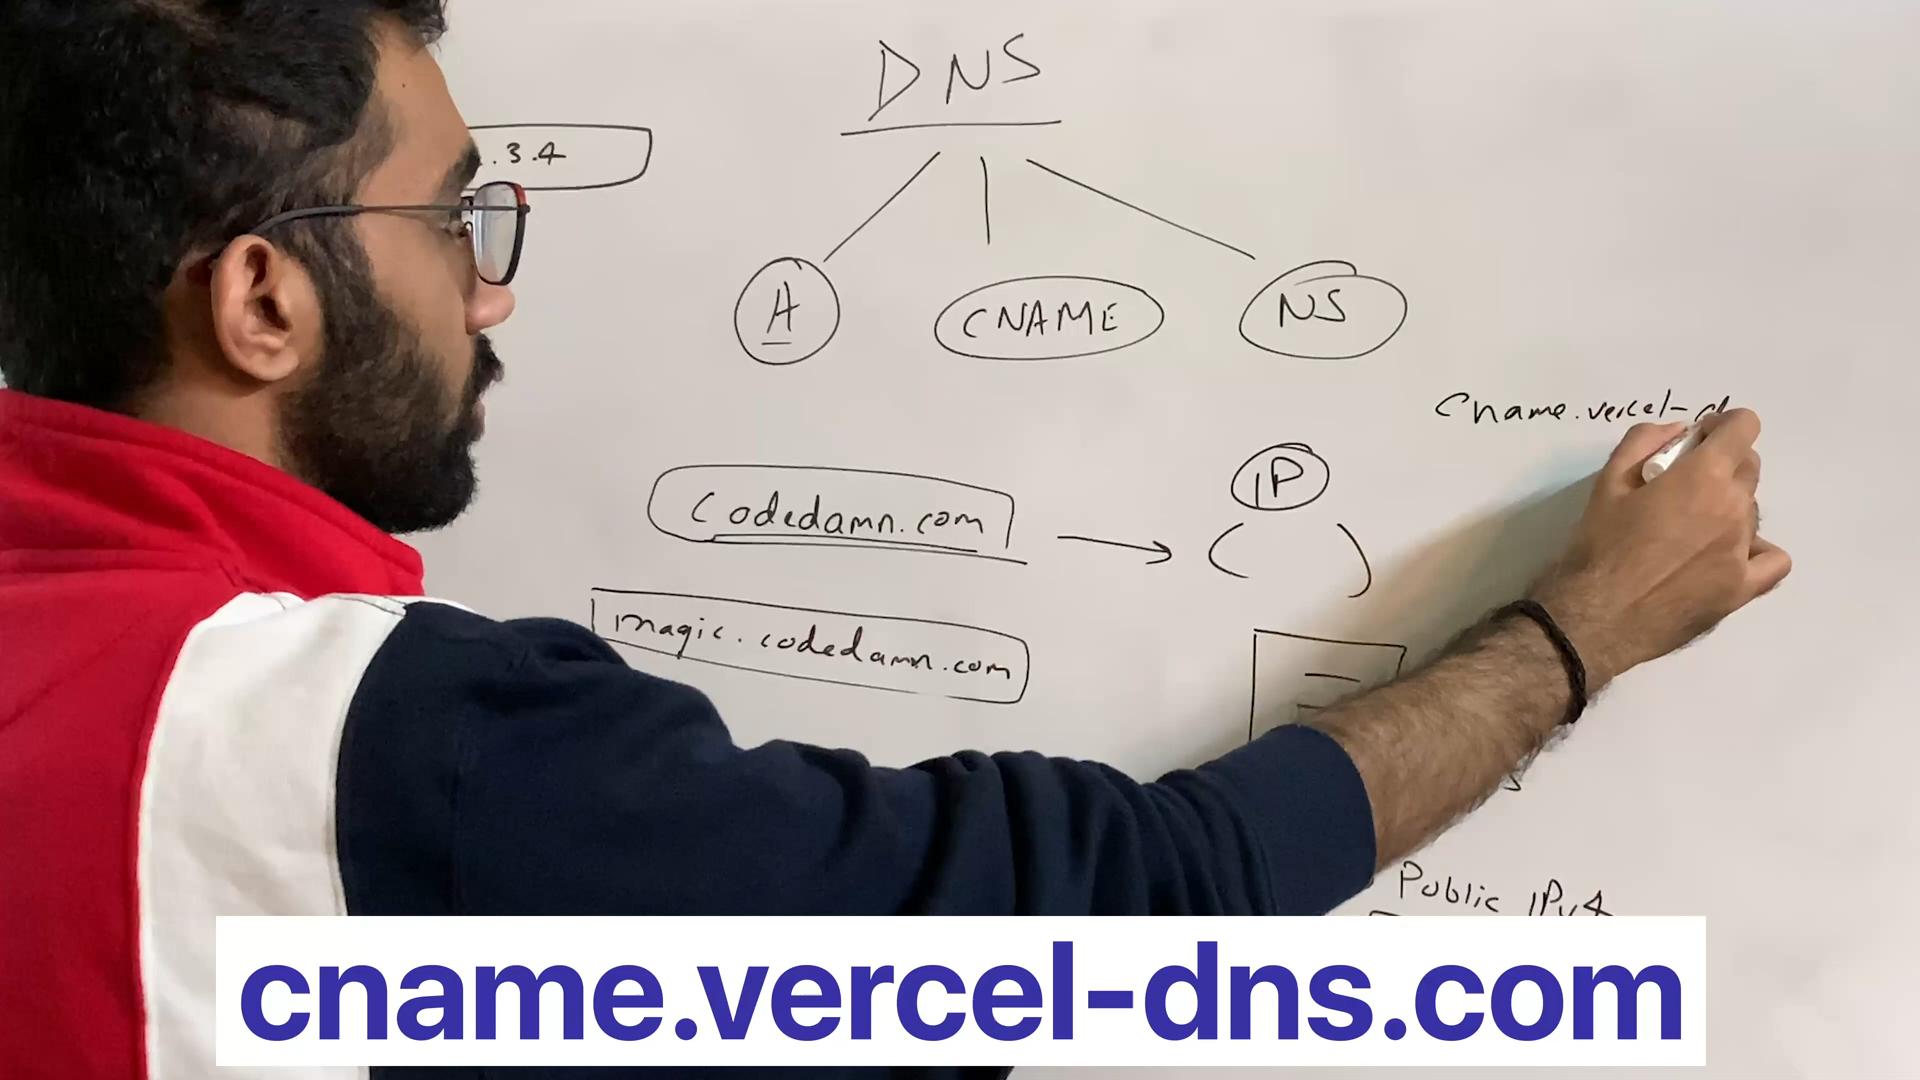 DNS
.3.4
A
CNAME
NS
cname.vercel-d
IP
codedamn.com
magic.codedamn.com
Public IPv4
cname.vercel-dns.com